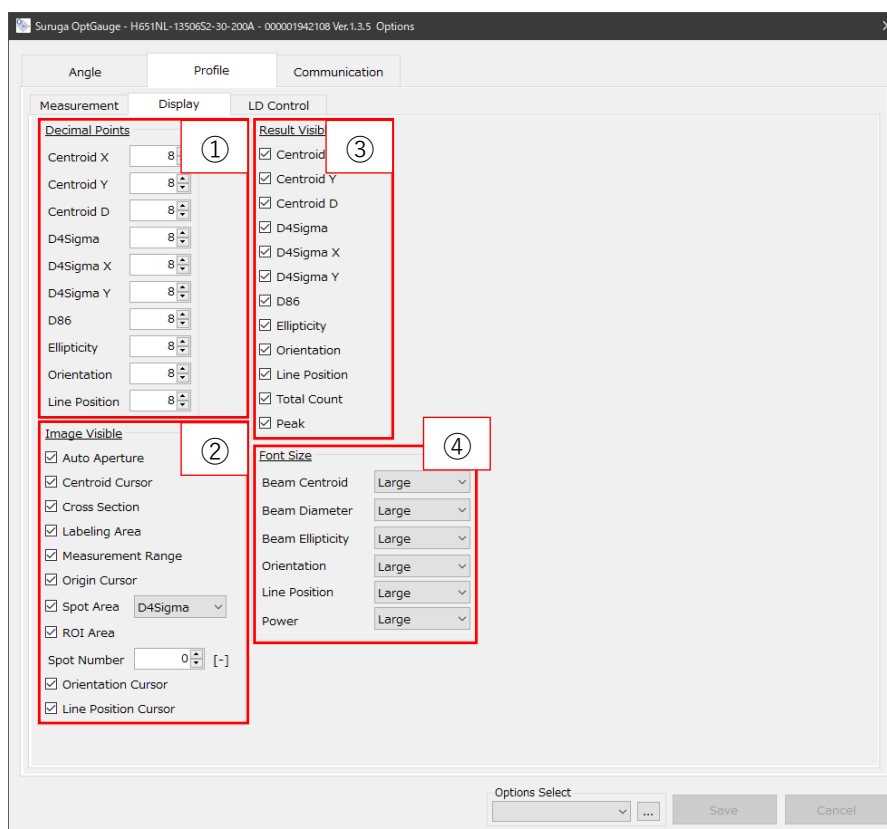 Suruga OptGauge - H651NL-13506S2-30-200A - 000001942108 Ver.1.3.5 Options
Angle
Profile
Communication
Measurement
Display
LD Control
Decimal Points
①
Centroid X 8
Centroid Y 8
Centroid D 8
D4Sigma 8
D4Sigma X 8
D4Sigma Y 8
D86 8
Ellipticity 8
Orientation 8
Line Position 8
Image Visible
②
Auto Aperture
Centroid Cursor
Cross Section
Labeling Area
Measurement Range
Origin Cursor
Spot Area D4Sigma
ROI Area
Spot Number 0 [-]
Orientation Cursor
Line Position Cursor
Result Visibl
③
Centroid
Centroid Y
Centroid D
D4Sigma
D4Sigma X
D4Sigma Y
D86
Ellipticity
Orientation
Line Position
Total Count
Peak
Font Size
④
Beam Centroid Large
Beam Diameter Large
Beam Ellipticity Large
Orientation Large
Line Position Large
Power Large
Options Select
...
Save
Cancel